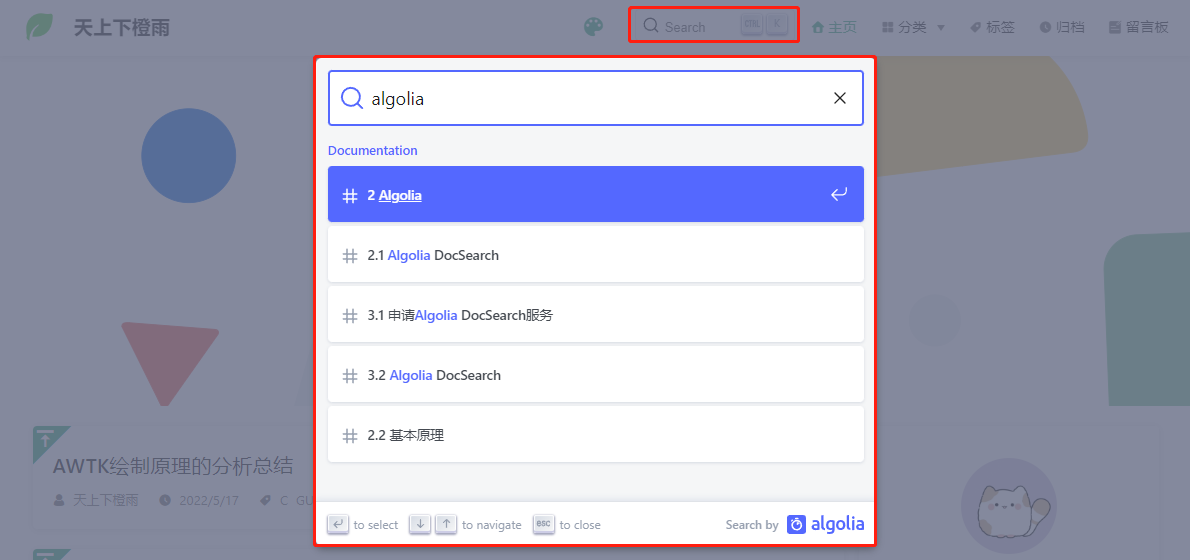 天上下橙雨
Search
CTRL K
主页
分类
标签
归档
留言板
algolia
Documentation
2 Algolia
2.1 Algolia DocSearch
3.1 申请Algolia DocSearch服务
3.2 Algolia DocSearch
2.2 基本原理
AWTK绘制原理的分析总结
天上下橙雨 2022/5/17 C GU
to select to navigate esc to close
Search by algolia